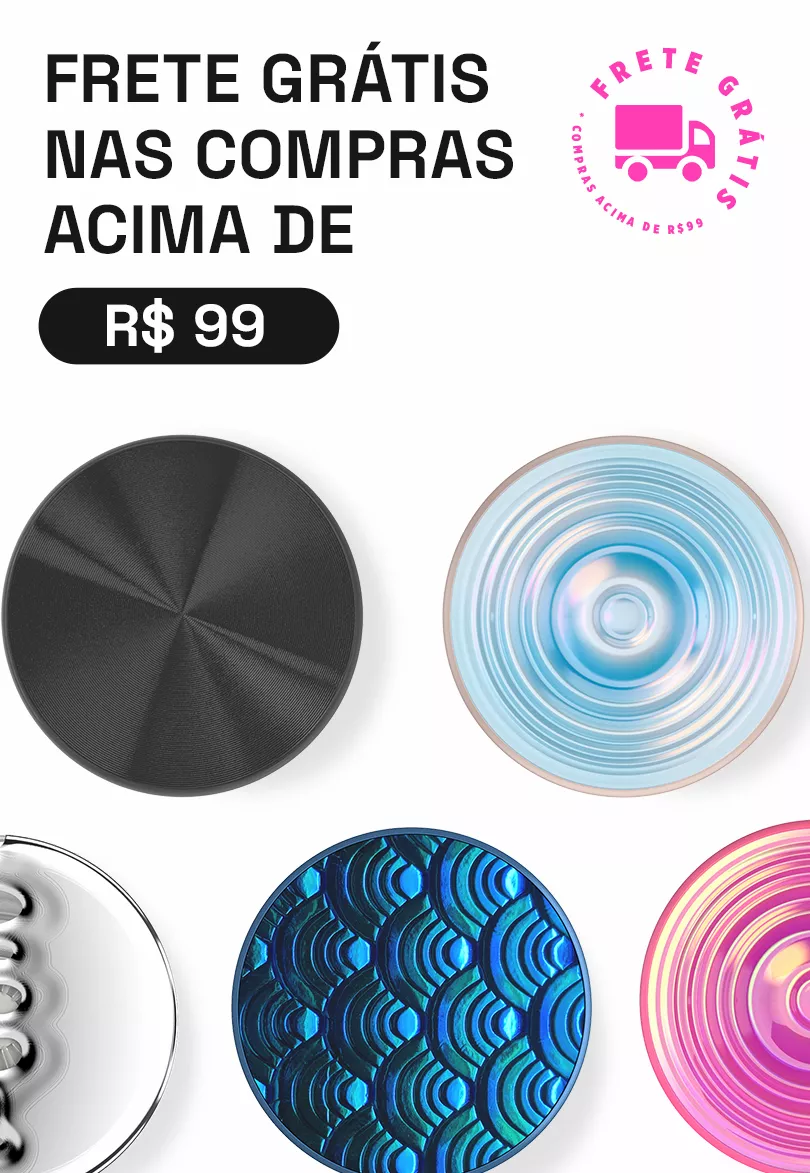 FRETE GRÁTIS
NAS COMPRAS
ACIMA DE
R$ 99
FRETE GRÁTIS
* COMPRAS ACIMA DE R$99